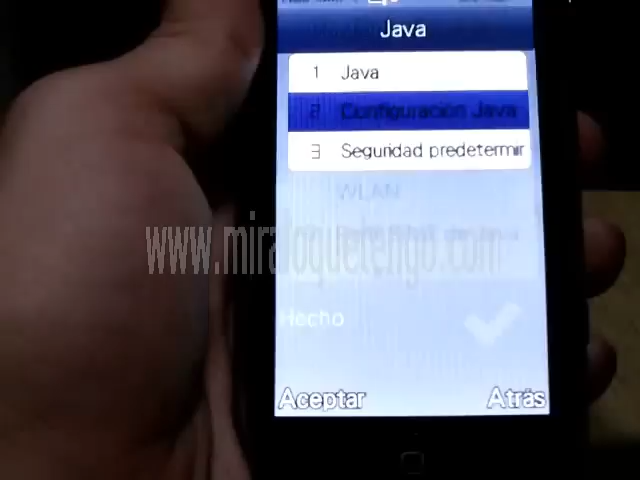 Java
1 Java
2 Configuración Java
3 Seguridad predetermir
WLAN
www.miraloquetengo.com
Hecho
Aceptar Atrás